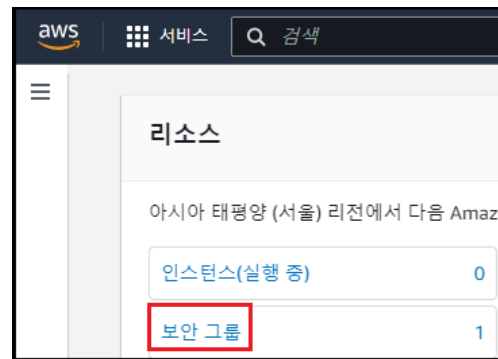 aws 서비스 검색
리소스
아시아 태평양 (서울) 리전에서 다음 Amaz
인스턴스(실행 중) 0
보안 그룹 1